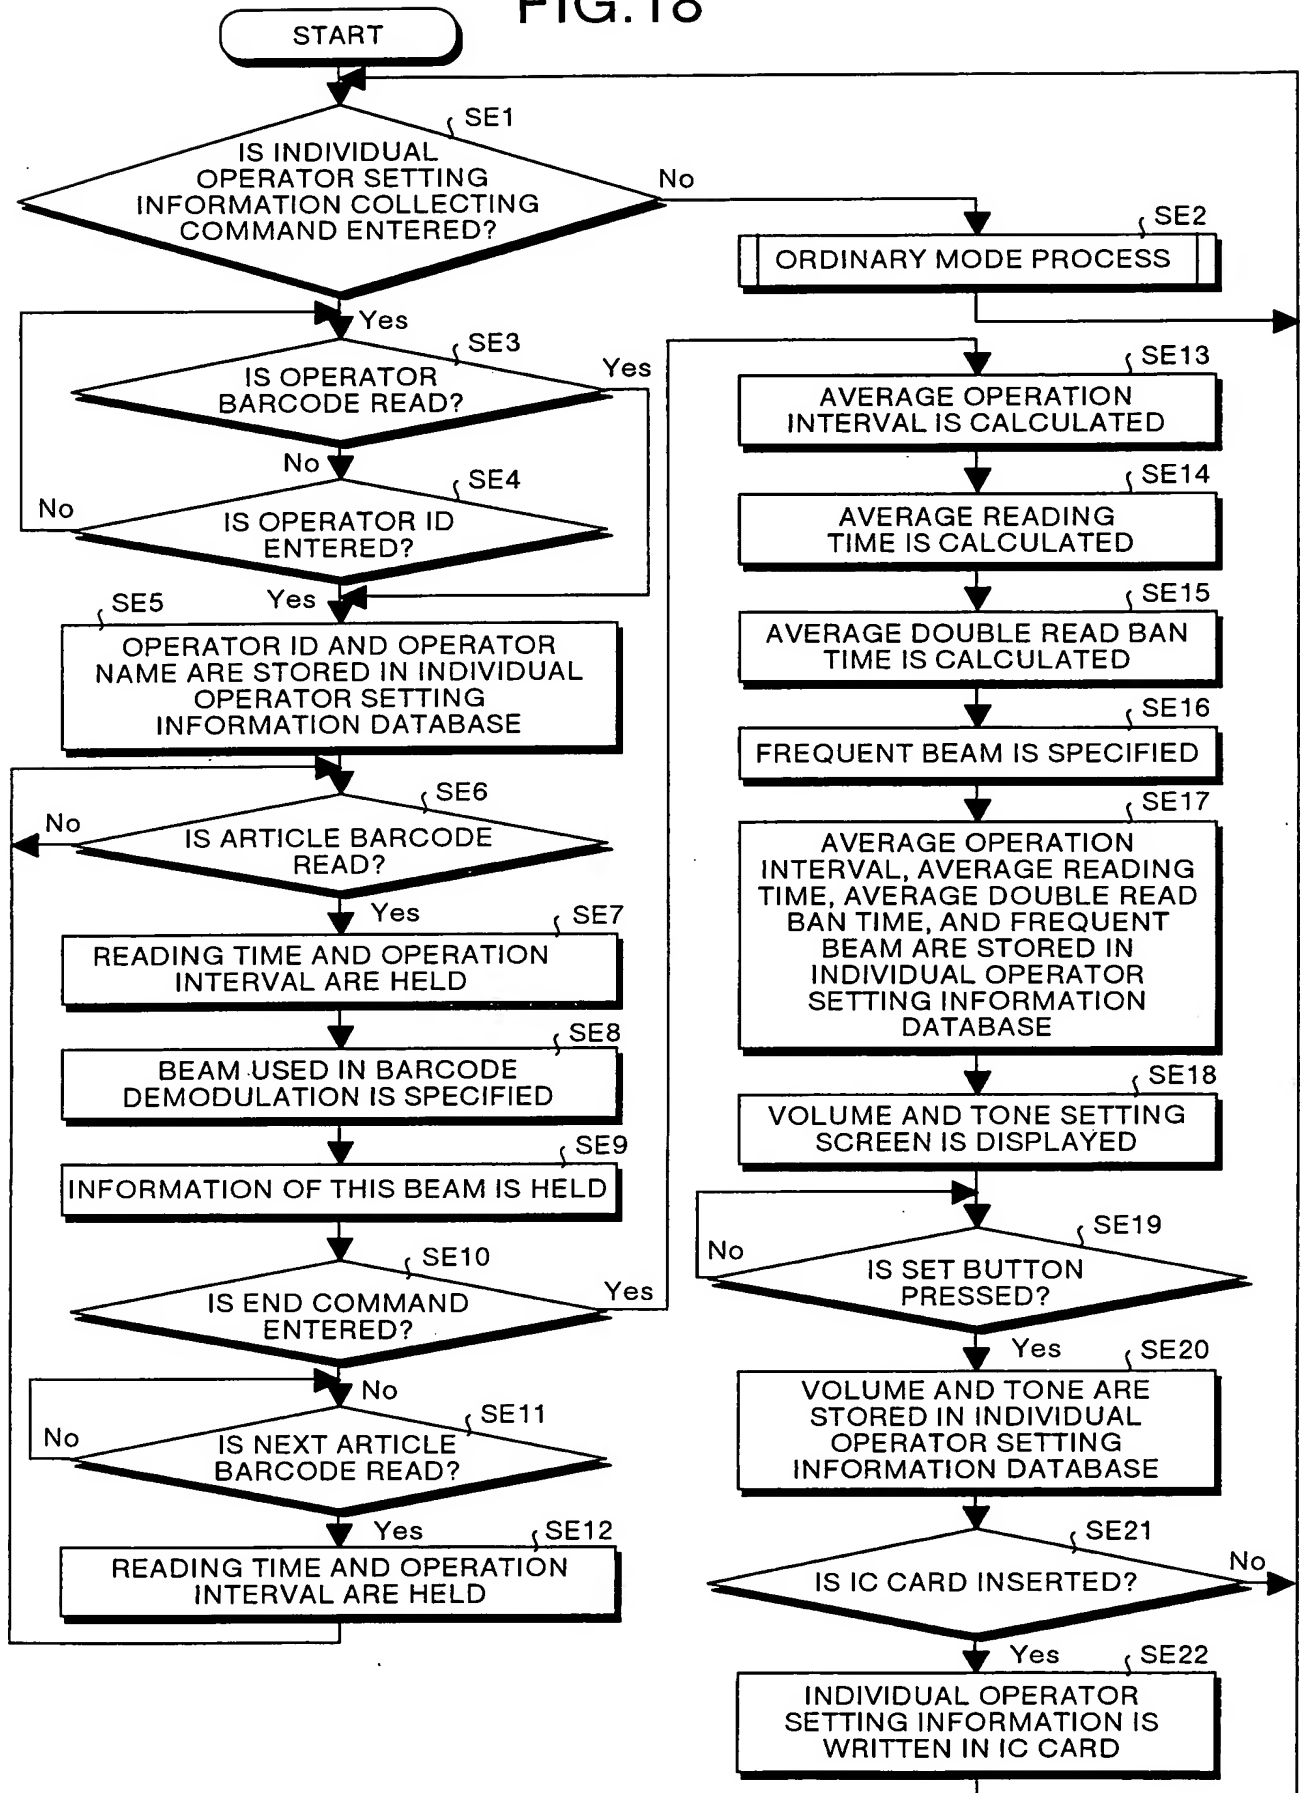 FIG.18
START
SE1
IS INDIVIDUAL
OPERATOR SETTING
INFORMATION COLLECTING
COMMAND ENTERED?
No
Yes
SE2
ORDINARY MODE PROCESS
SE3
IS OPERATOR
BARCODE READ?
Yes
No
SE4
IS OPERATOR ID
ENTERED?
No
Yes
SE5
OPERATOR ID AND OPERATOR
NAME ARE STORED IN INDIVIDUAL
OPERATOR SETTING
INFORMATION DATABASE
SE6
IS ARTICLE BARCODE
READ?
No
Yes
SE7
READING TIME AND OPERATION
INTERVAL ARE HELD
SE8
BEAM USED IN BARCODE
DEMODULATION IS SPECIFIED
SE9
INFORMATION OF THIS BEAM IS HELD
SE10
IS END COMMAND
ENTERED?
Yes
No
SE11
IS NEXT ARTICLE
BARCODE READ?
No
Yes
SE12
READING TIME AND OPERATION
INTERVAL ARE HELD
SE13
AVERAGE OPERATION
INTERVAL IS CALCULATED
SE14
AVERAGE READING
TIME IS CALCULATED
SE15
AVERAGE DOUBLE READ BAN
TIME IS CALCULATED
SE16
FREQUENT BEAM IS SPECIFIED
SE17
AVERAGE OPERATION
INTERVAL, AVERAGE READING
TIME, AVERAGE DOUBLE READ
BAN TIME, AND FREQUENT
BEAM ARE STORED IN
INDIVIDUAL OPERATOR
SETTING INFORMATION
DATABASE
SE18
VOLUME AND TONE SETTING
SCREEN IS DISPLAYED
SE19
IS SET BUTTON
PRESSED?
No
Yes
SE20
VOLUME AND TONE ARE
STORED IN INDIVIDUAL
OPERATOR SETTING
INFORMATION DATABASE
SE21
IS IC CARD INSERTED?
No
Yes
SE22
INDIVIDUAL OPERATOR
SETTING INFORMATION IS
WRITTEN IN IC CARD